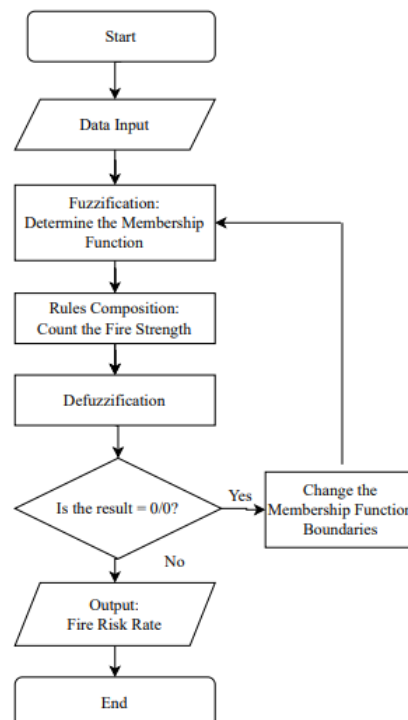 Start
Data Input
Fuzzification:
Determine the Membership
Function
Rules Composition:
Count the Fire Strength
Defuzzification
Is the result = 0/0?
Yes
Change the
Membership Function
Boundaries
No
Output:
Fire Risk Rate
End